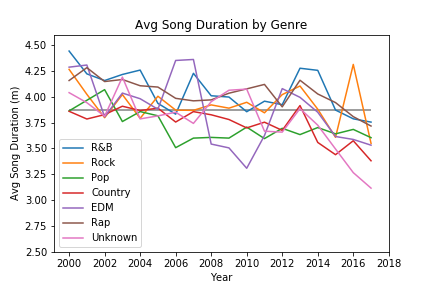 Avg Song Duration by Genre
Avg Song Duration (m)
4.50
4.25
4.00
3.75
3.50
3.25
3.00
2.75
2.50
R&B
Rock
Pop
Country
EDM
Rap
Unknown
2000 2002 2004 2006 2008 2010 2012 2014 2016 2018
Year